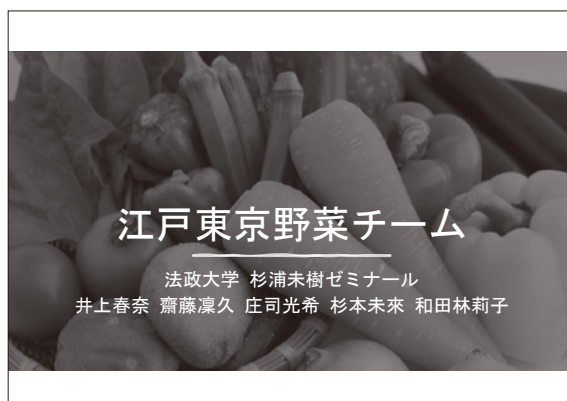 江戸東京野菜チーム
法政大学 杉浦未樹ゼミナール
井上春奈 齋藤凜久 庄司光希 杉本未來 和田林莉子